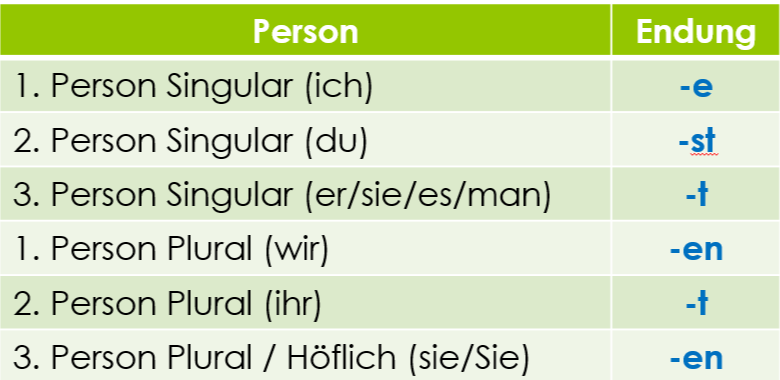 Person Endung
1. Person Singular (ich) -e
2. Person Singular (du) -st
3. Person Singular (er/sie/es/man) -t
1. Person Plural (wir) -en
2. Person Plural (ihr) -t
3. Person Plural / Höflich (sie/Sie) -en